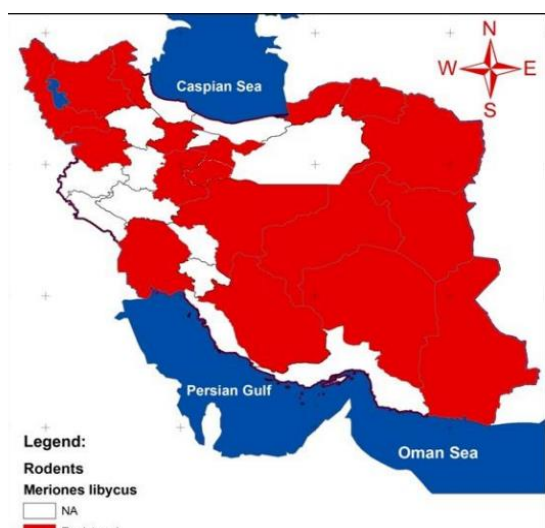 N
Caspian Sea
W
E
S
Persian Gulf
Oman Sea
Legend:
Rodents
Meriones libycus
NA